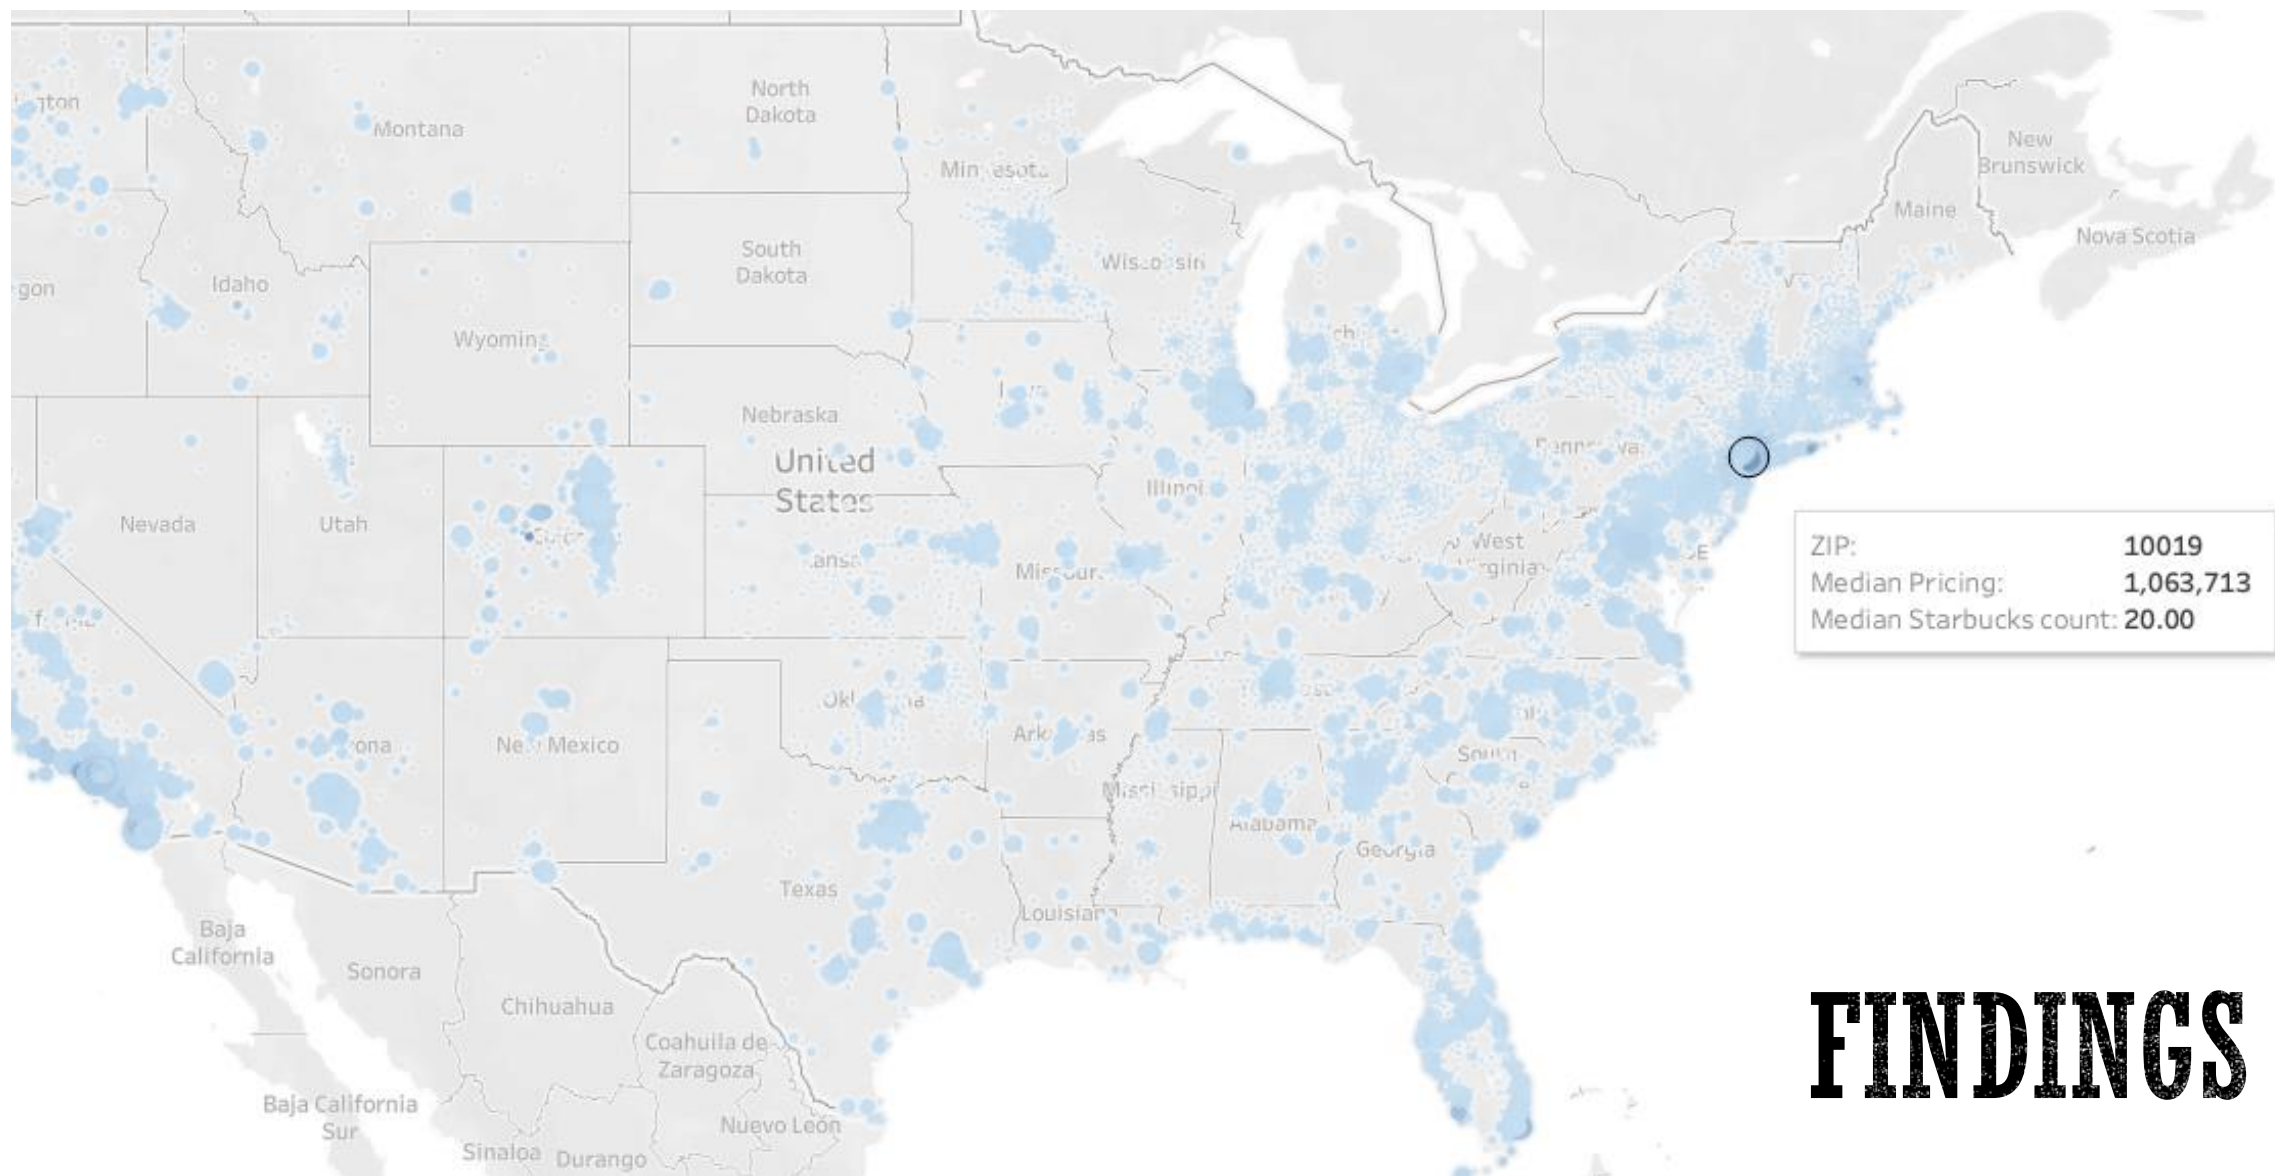 Montana
North
Dakota
New
Brunswick
Maine
Nova Scotia
South
Dakota
Idaho
gon
Wyoming
Nebraska
United
States
Nevada
Utah
West
ZIP: 10019
Median Pricing: 1,063,713
Median Starbucks count: 20.00
Texas
Georgia
Alabama
Louisiana
Baja
California
Sonora
Chihuahua
Coahuila de
Zaragoza
Nuevo León
Baja California
Sur
Sinaloa
Durango
FINDINGS